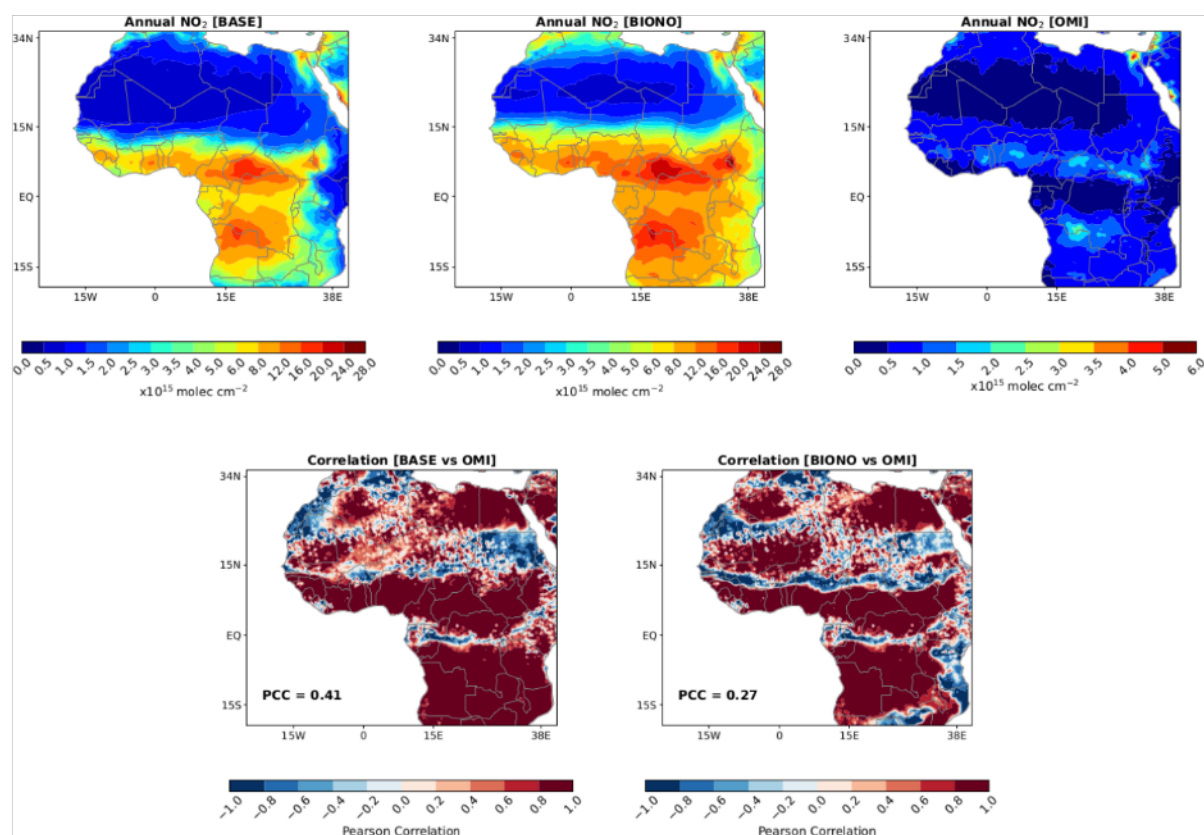 Annual NO₂ [BASE]
Annual NO₂ [BIONO]
Annual NO₂ [OMI]
34N
15N
EQ
15S
15W 0 15E 38E
34N
15N
EQ
15S
15W 0 15E 38E
34N
15N
EQ
15S
15W 0 15E 38E
0.0 0.5 1.0 1.5 2.0 2.5 3.0 3.5 4.0 5.0 6.0 8.0 12.0 16.0 20.0 24.0 28.0
x10¹⁵ molec cm⁻²
0.0 0.5 1.0 1.5 2.0 2.5 3.0 3.5 4.0 5.0 6.0 8.0 12.0 16.0 20.0 24.0 28.0
x10¹⁵ molec cm⁻²
0.0 0.5 1.0 1.5 2.0 2.5 3.0 3.5 4.0 5.0 6.0
x10¹⁵ molec cm⁻²
Correlation [BASE vs OMI]
Correlation [BIONO vs OMI]
34N
15N
EQ
15S
PCC = 0.41
15W 0 15E 38E
34N
15N
EQ
15S
PCC = 0.27
15W 0 15E 38E
−1.0 −0.8 −0.6 −0.4 −0.2 0.0 0.2 0.4 0.6 0.8 1.0
Pearson Correlation
−1.0 −0.8 −0.6 −0.4 −0.2 0.0 0.2 0.4 0.6 0.8 1.0
Pearson Correlation